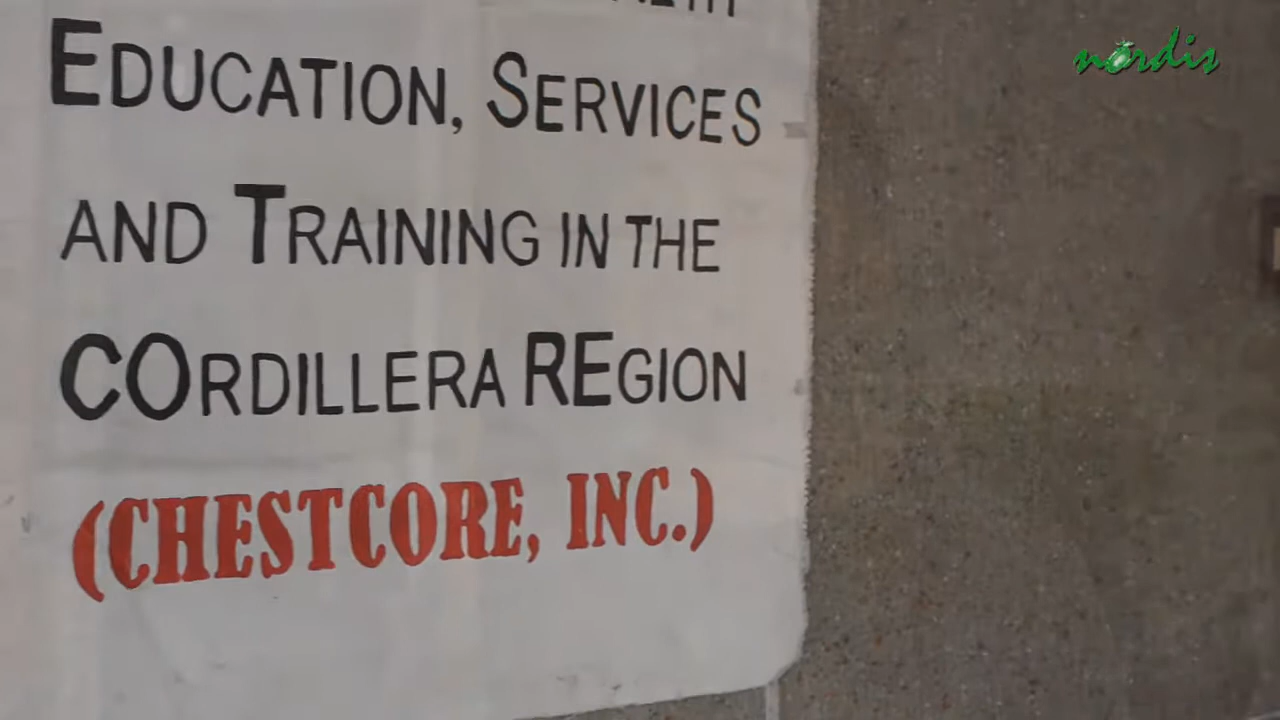 nordis
EDUCATION, SERVICES
AND TRAINING IN THE
CORDILLERA REGION
(CHESTCORE, INC.)